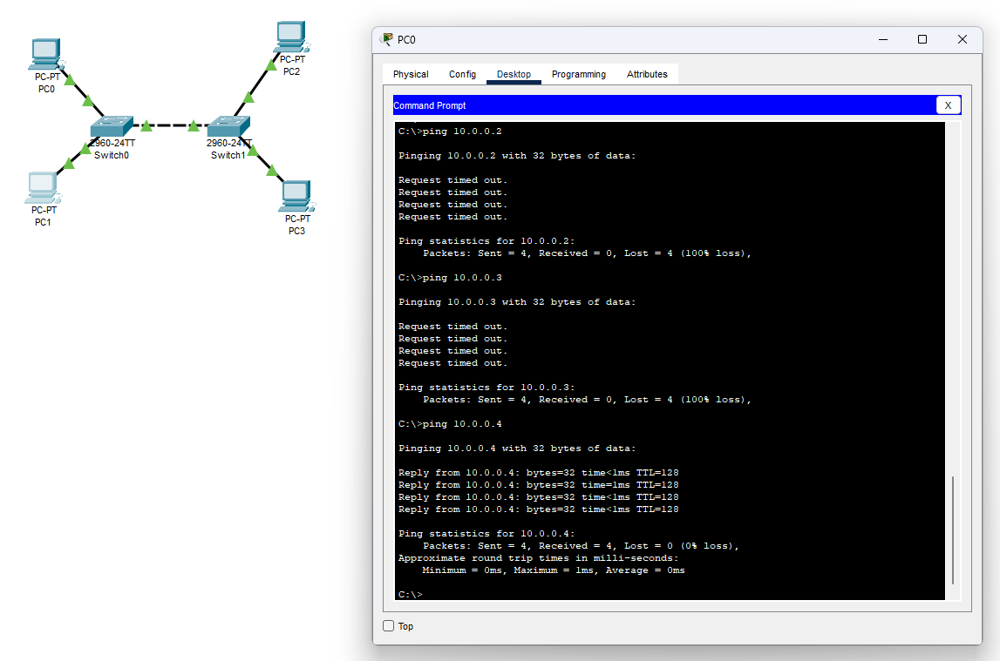 PC-PT
PC0
PC-PT
PC2
2960-24TT
Switch0
2960-24TT
Switch1
PC-PT
PC1
PC-PT
PC3
PC0
Physical Config Desktop Programming Attributes
Command Prompt X
C:\>ping 10.0.0.2
Pinging 10.0.0.2 with 32 bytes of data:
Request timed out.
Request timed out.
Request timed out.
Request timed out.
Ping statistics for 10.0.0.2:
Packets: Sent = 4, Received = 0, Lost = 4 (100% loss),
C:\>ping 10.0.0.3
Pinging 10.0.0.3 with 32 bytes of data:
Request timed out.
Request timed out.
Request timed out.
Request timed out.
Ping statistics for 10.0.0.3:
Packets: Sent = 4, Received = 0, Lost = 4 (100% loss),
C:\>ping 10.0.0.4
Pinging 10.0.0.4 with 32 bytes of data:
Reply from 10.0.0.4: bytes=32 time<1ms TTL=128
Reply from 10.0.0.4: bytes=32 time=1ms TTL=128
Reply from 10.0.0.4: bytes=32 time<1ms TTL=128
Reply from 10.0.0.4: bytes=32 time<1ms TTL=128
Ping statistics for 10.0.0.4:
Packets: Sent = 4, Received = 4, Lost = 0 (0% loss),
Approximate round trip times in milli-seconds:
Minimum = 0ms, Maximum = 1ms, Average = 0ms
C:\>
Top